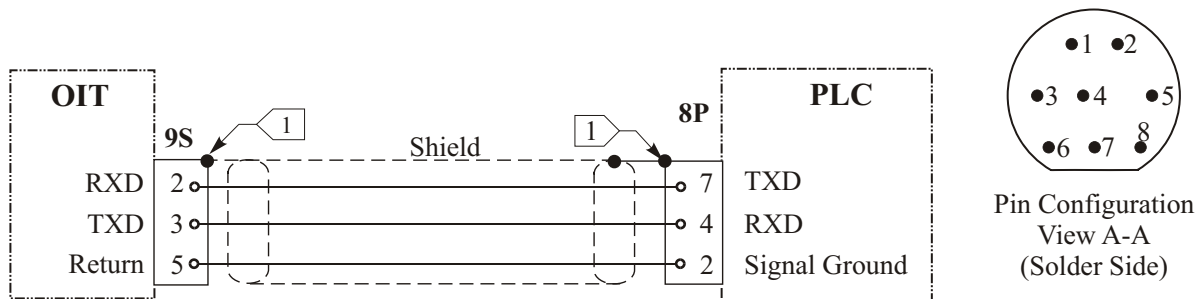 OIT
9S
1
Shield
1
8P
PLC
RXD 2
7 TXD
TXD 3
4 RXD
Return 5
2 Signal Ground
1 2
3 4 5
6 7 8
Pin Configuration
View A-A
(Solder Side)